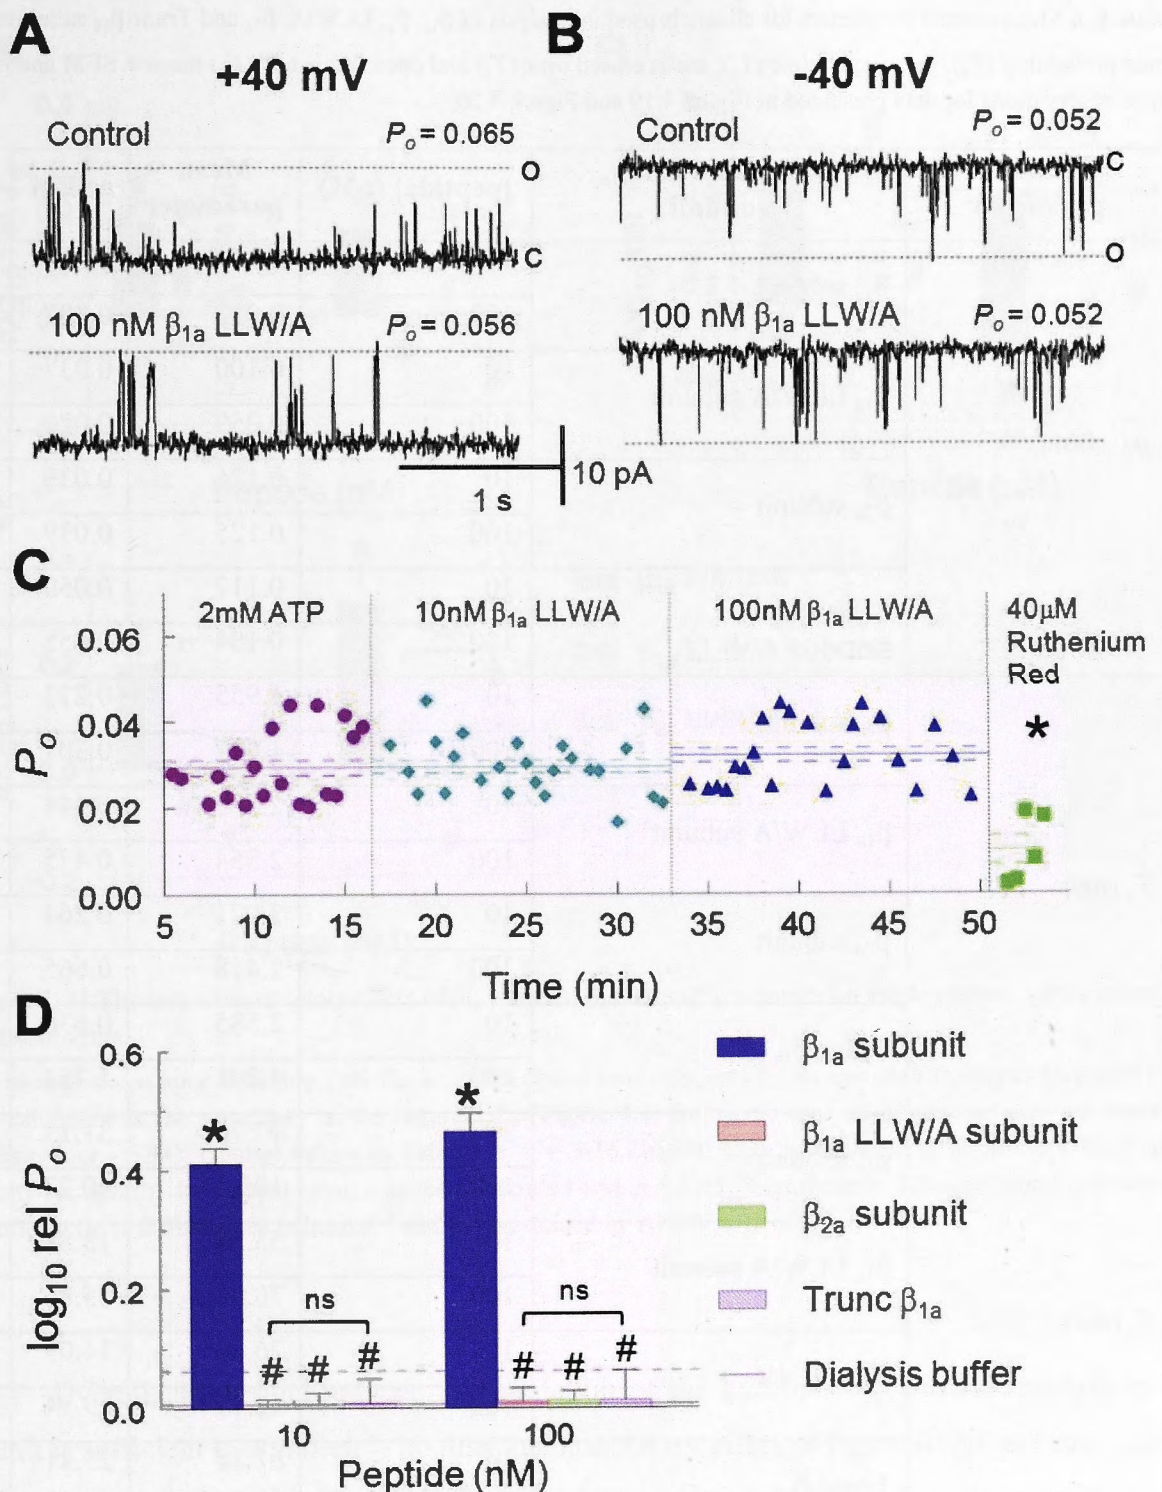 A
B
+40 mV
-40 mV
Control
Po = 0.065
O
C
Control
Po = 0.052
C
O
100 nM β1a LLW/A
Po = 0.056
100 nM β1a LLW/A
Po = 0.052
10 pA
1 s
C
2mM ATP
10nM β1a LLW/A
100nM β1a LLW/A
40μM
Ruthenium
Red
*
Po
0.06
0.04
0.02
0.00
5
10
15
20
25
30
35
40
45
50
Time (min)
D
log10 rel Po
0.6
0.4
0.2
0.0
*
*
ns
ns
# # #
# # #
10
100
Peptide (nM)
β1a subunit
β1a LLW/A subunit
β2a subunit
Trunc β1a
Dialysis buffer